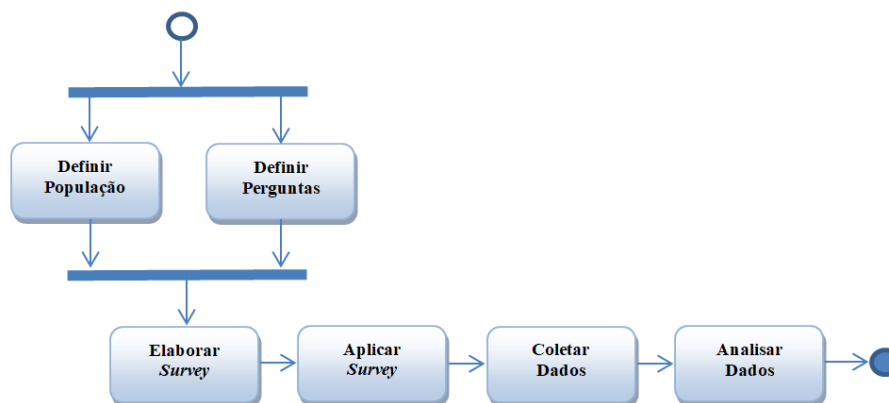 Definir
População
Definir
Perguntas
Elaborar
Survey
Aplicar
Survey
Coletar
Dados
Analisar
Dados